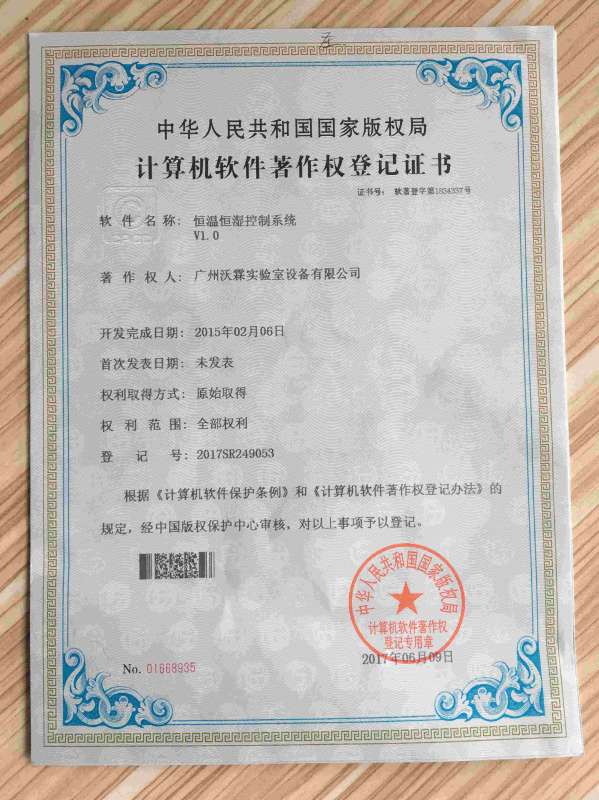 中华人民共和国国家版权局
计算机软件著作权登记证书
证书号： 软著登字第1834337号
软件名称： 恒温恒湿控制系统
V1.0
著作权人： 广州沃霖实验室设备有限公司
开发完成日期： 2015年02月06日
首次发表日期： 未发表
权利取得方式： 原始取得
权利范围： 全部权利
登记号： 2017SR249053
根据《计算机软件保护条例》和《计算机软件著作权登记办法》的
规定，经中国版权保护中心审核，对以上事项予以登记。
中华人民共和国国家版权局
计算机软件著作权
登记专用章
2017年06月09日
No. 01668935
CPCC